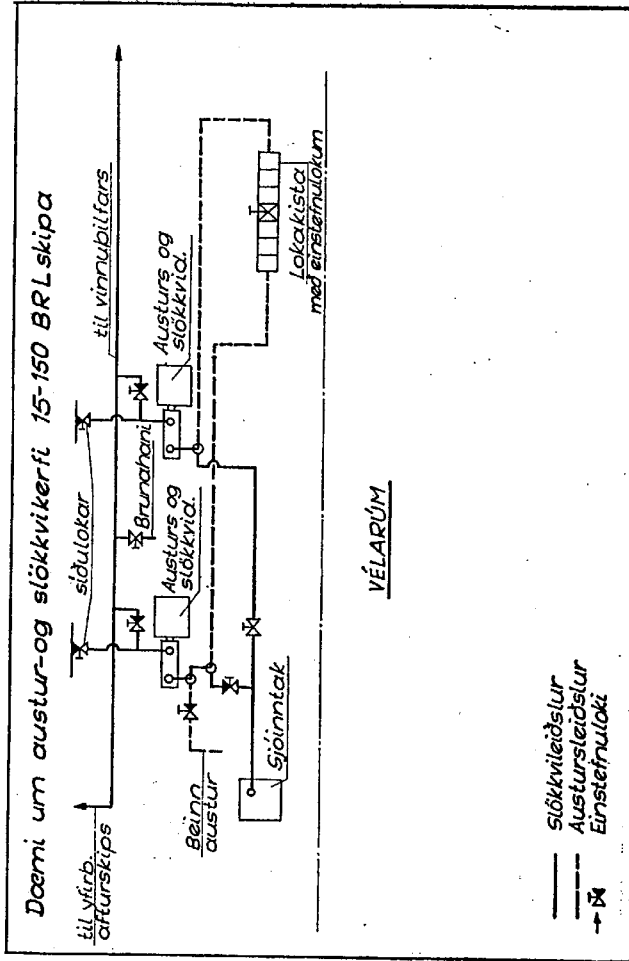 Dæmi um austur-og slökkvikerfi 15-150 BRL skipa
til yfirb.
afturskips
síðulokar
til vinnuþilfars
Austurs og
slökkvid.
Brunahani
Austurs og
slökkvid.
Beinn
austur
Sjóinntak
Lokakista
með einstefnulokum
VÉLARÚM
Slökkvileiðslur
Austursleiðslur
Einstefnuloki